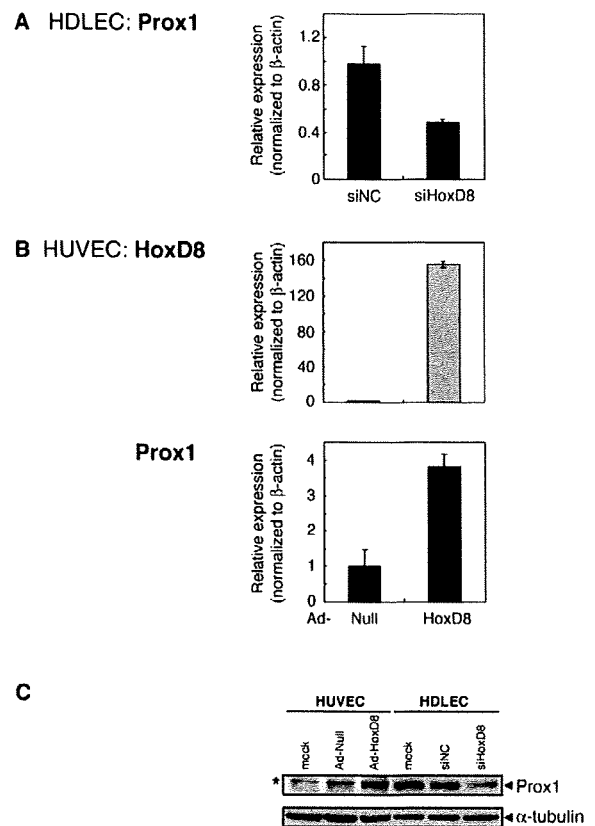 A HDLEC: Prox1
Relative expression
(normalized to β-actin)
1.2
0.8
0.4
0
siNC siHoxD8
B HUVEC: HoxD8
Relative expression
(normalized to β-actin)
160
120
80
40
0
Prox1
Relative expression
(normalized to β-actin)
4
3
2
1
0
Ad- Null HoxD8
C
HUVEC HDLEC
mock Ad-Null Ad-HoxD8 mock siNC siHoxD8
* ◄Prox1
◄α-tubulin